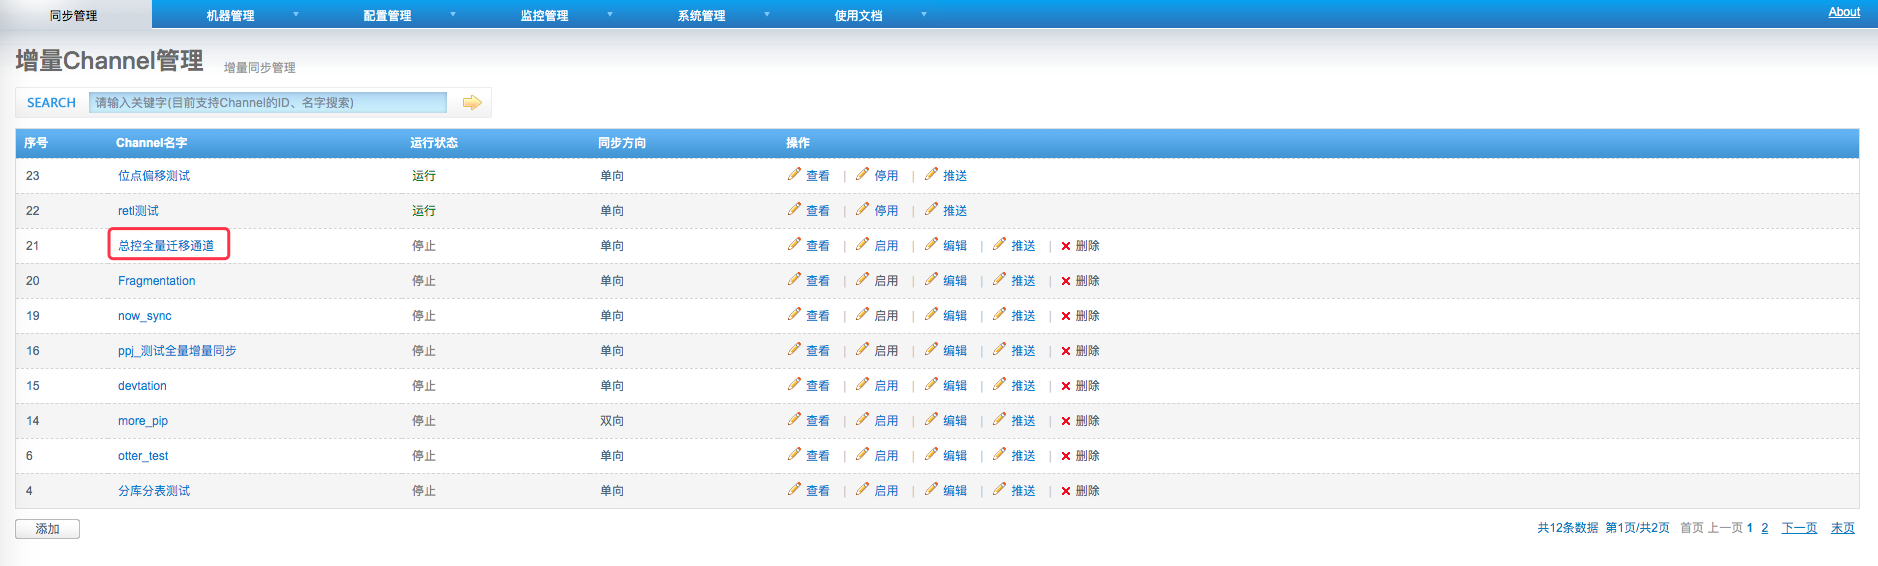 同步管理 机器管理 配置管理 监控管理 系统管理 使用文档 About
增量Channel管理 增量同步管理
SEARCH 请输入关键字(目前支持Channel的ID、名字搜索)
序号 Channel名字 运行状态 同步方向 操作
23 位点偏移测试 运行 单向 查看 | 停用 | 推送
22 retl测试 运行 单向 查看 | 停用 | 推送
21 总控全量迁移通道 停止 单向 查看 | 启用 | 编辑 | 推送 | 删除
20 Fragmentation 停止 单向 查看 | 启用 | 编辑 | 推送 | 删除
19 now_sync 停止 单向 查看 | 启用 | 编辑 | 推送 | 删除
16 ppj_测试全量增量同步 停止 单向 查看 | 启用 | 编辑 | 推送 | 删除
15 devtation 停止 单向 查看 | 启用 | 编辑 | 推送 | 删除
14 more_pip 停止 双向 查看 | 启用 | 编辑 | 推送 | 删除
6 otter_test 停止 单向 查看 | 启用 | 编辑 | 推送 | 删除
4 分库分表测试 停止 单向 查看 | 启用 | 编辑 | 推送 | 删除
添加 共12条数据 第1页/共2页 首页 上一页 1 2 下一页 末页